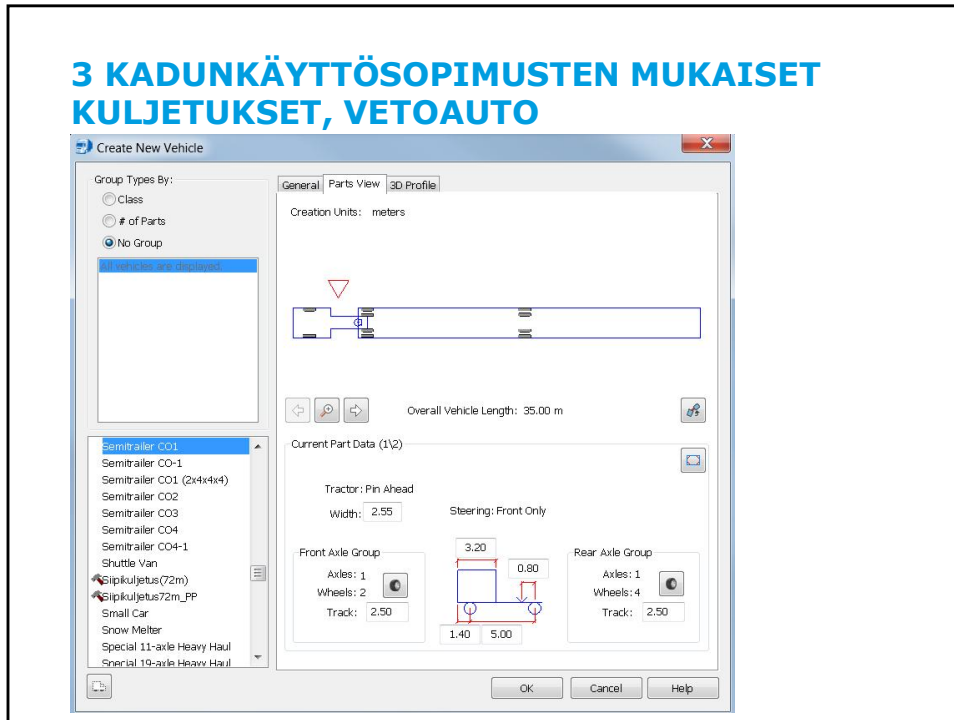 3 KADUNKÄYTTÖSOPIMUSTEN MUKAISET
KULJETUKSET, VETOAUTO
Create New Vehicle
Group Types By:
Class
# of Parts
No Group
All vehicles are displayed.
General
Parts View
3D Profile
Creation Units: meters
Overall Vehicle Length: 35.00 m
Semitrailer CO1
Semitrailer CO-1
Semitrailer CO1 (2x4x4x4)
Semitrailer CO2
Semitrailer CO3
Semitrailer CO4
Semitrailer CO4-1
Shuttle Van
Siipikuljetus(72m)
Siipikuljetus72m_PP
Small Car
Snow Melter
Special 11-axle Heavy Haul
Special 19-axle Heavy Haul
Current Part Data (1\2)
Tractor: Pin Ahead
Width: 2.55
Steering: Front Only
Front Axle Group
Axles: 1
Wheels: 2
Track: 2.50
3.20
0.80
1.40 5.00
Rear Axle Group
Axles: 1
Wheels: 4
Track: 2.50
OK
Cancel
Help